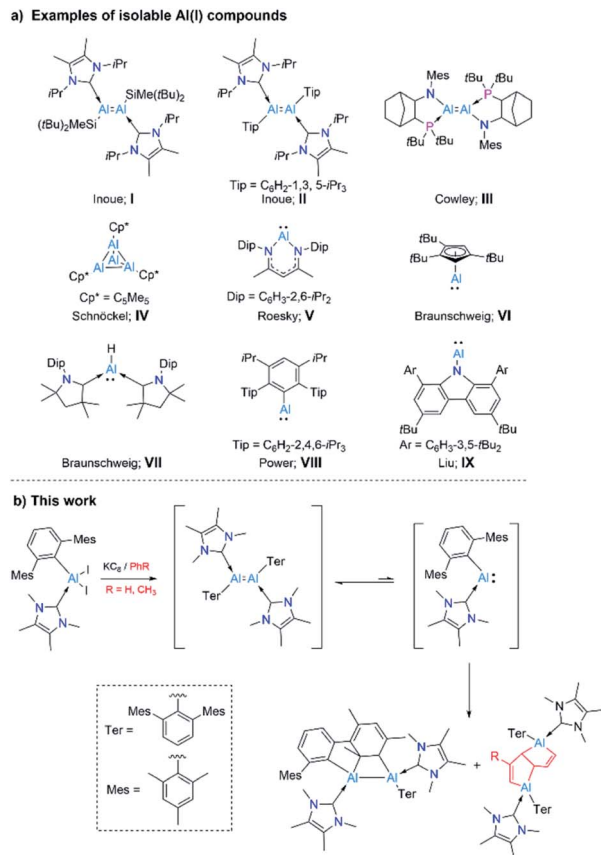 a) Examples of isolable Al(I) compounds
iPr
N
N
iPr
SiMe(tBu)2
Al=Al
(tBu)2MeSi
iPr
N
N
iPr
Inoue; I
iPr
N
N
iPr
Tip
Al=Al
Tip
iPr
N
N
iPr
Tip = C6H2-1,3, 5-iPr3
Inoue; II
Mes
N
tBu
tBu
P
Al=Al
P
tBu
tBu
N
Mes
Cowley; III
Cp*
Al
Al
Al
Al
Cp*
Cp*
Cp* = C5Me5
Schnöckel; IV
Al
Dip
N
N
Dip
Dip = C6H3-2,6-iPr2
Roesky; V
tBu
tBu
tBu
Al
Braunschweig; VI
H
Dip
Al
Dip
N
N
Braunschweig; VII
iPr
iPr
Tip
Tip
Al
Tip = C6H2-2,4,6-iPr3
Power; VIII
Al
Ar
N
Ar
tBu
tBu
Ar = C6H3-3,5-tBu2
Liu; IX
b) This work
Mes
Mes
Al
I
I
N
N
KC8 / PhR
R = H, CH3
N
N
Ter
Al=Al
Ter
N
N
Mes
Mes
Al:
N
N
Mes
Mes
Ter =
Mes =
Mes
Al
Al
Ter
N
N
N
N
+
N
N
Ter
Al
R
Al
Ter
N
N